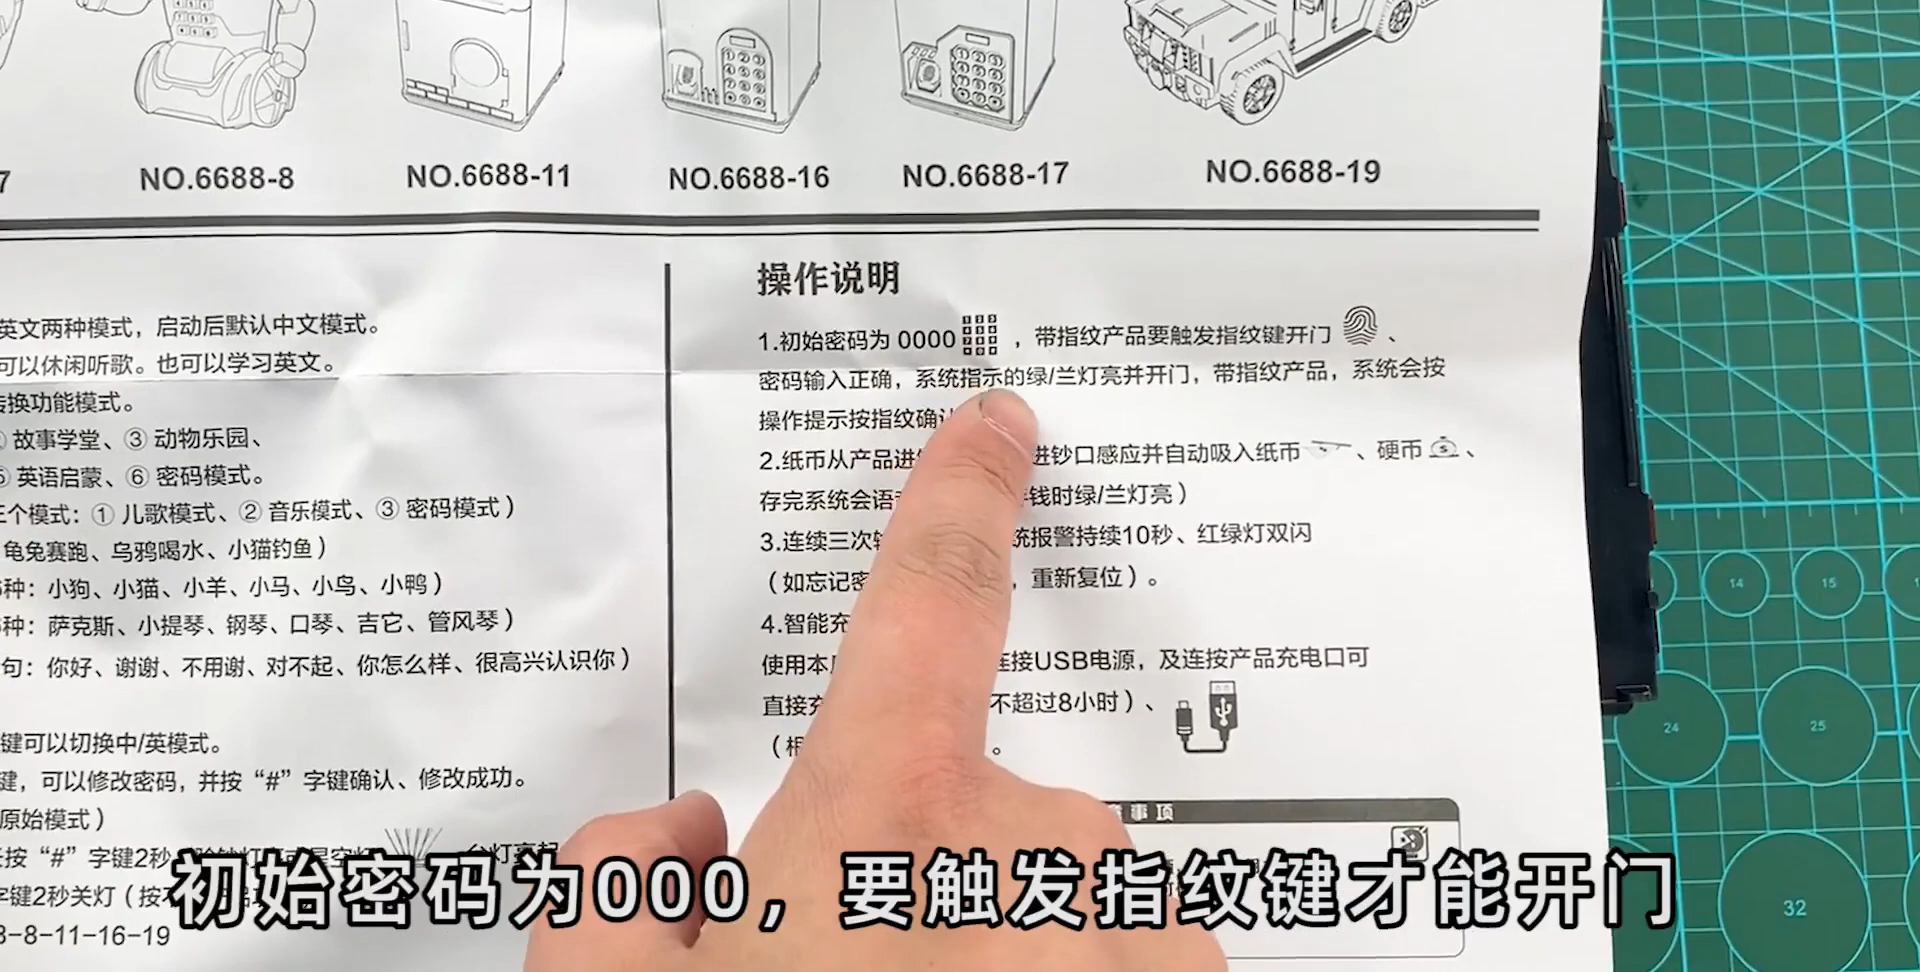 7
NO.6688-8
NO.6688-11
NO.6688-16
NO.6688-17
NO.6688-19
英文两种模式，启动后默认中文模式。
可以休闲听歌。也可以学习英文。
转换功能模式。
故事学堂、③ 动物乐园、
⑤ 英语启蒙、⑥ 密码模式。
三个模式：① 儿歌模式、② 音乐模式、③ 密码模式）
龟兔赛跑、乌鸦喝水、小猫钓鱼）
种：小狗、小猫、小羊、小马、小鸟、小鸭）
种：萨克斯、小提琴、钢琴、口琴、吉它、管风琴）
句：你好、谢谢、不用谢、对不起、你怎么样、很高兴认识你）
键可以切换中/英模式。
键，可以修改密码，并按“#”字键确认、修改成功。
原始模式）
按“#”字键2秒
字键2秒关灯（按
8-8-11-16-19
操作说明
1.初始密码为 0000 ，带指纹产品要触发指纹键开门 、
密码输入正确，系统指示的绿/兰灯亮并开门，带指纹产品，系统会按
操作提示按指纹确
2.纸币从产品进 进钞口感应并自动吸入纸币 、硬币 、
存完系统会语 钱时绿/兰灯亮）
3.连续三次 统报警持续10秒、红绿灯双闪
（如忘记密 ，重新复位）。
4.智能充
使用本 连接USB电源，及连按产品充电口可
直接充 不超过8小时）、
（根 。
事项
初始密码为000，要触发指纹键才能开门
14
15
24
25
32